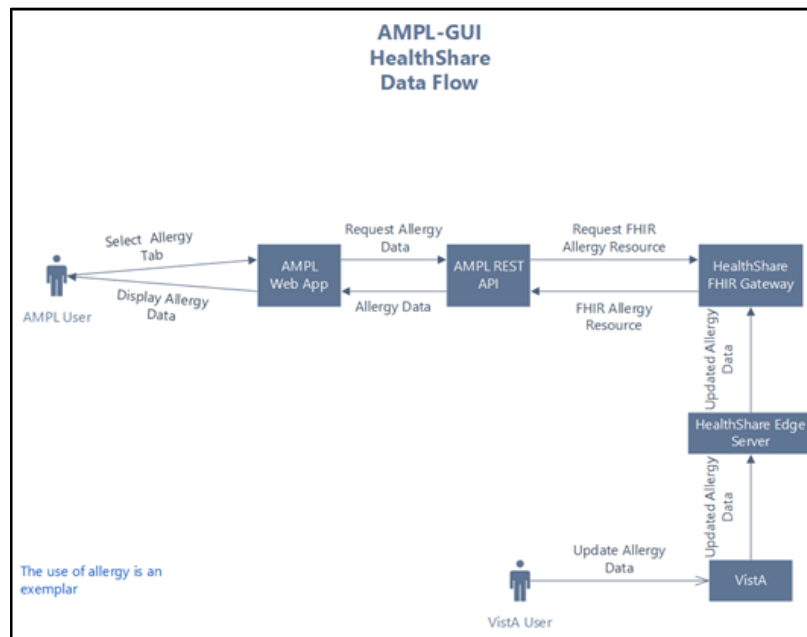 AMPL-GUI
HealthShare
Data Flow
Select Allergy
Tab
Request Allergy
Data
Request FHIR
Allergy Resource
AMPL
Web App
AMPL REST
API
HealthShare
FHIR Gateway
Display Allergy
Data
Allergy Data
FHIR Allergy
Resource
AMPL User
Updated Allergy
Data
HealthShare Edge
Server
Updated Allergy
Data
Update Allergy
Data
VistA
VistA User
The use of allergy is an
exemplar